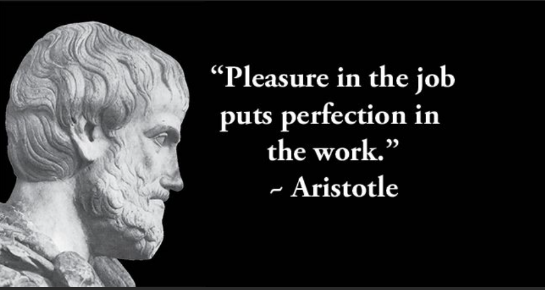 “Pleasure in the job
puts perfection in
the work.”
~ Aristotle